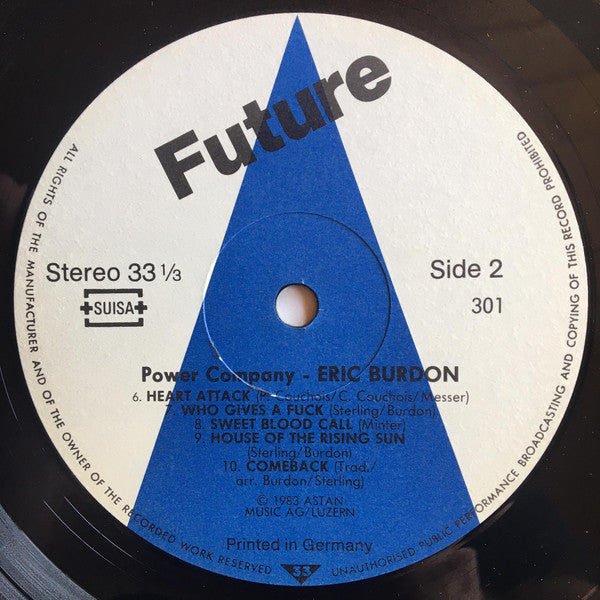 Future
Stereo 33 1/3
SUISA
Side 2
301
Power Company - ERIC BURDON
6. HEART ATTACK (P. Couchois/C. Couchois/Messer)
7. WHO GIVES A FUCK (Sterling/Burdon)
8. SWEET BLOOD CALL (Minter)
9. HOUSE OF THE RISING SUN
(Sterling/Burdon)
10. COMEBACK (Trad./
arr. Burdon/Sterling)
© 1983 ASTAN
MUSIC AG/LUZERN
Printed in Germany
33
ALL RIGHTS OF THE MANUFACTURER AND OF THE OWNER OF THE RECORDED WORK RESERVED
UNAUTHORISED PUBLIC PERFORMANCE BROADCASTING AND COPYING OF THIS RECORD PROHIBITED